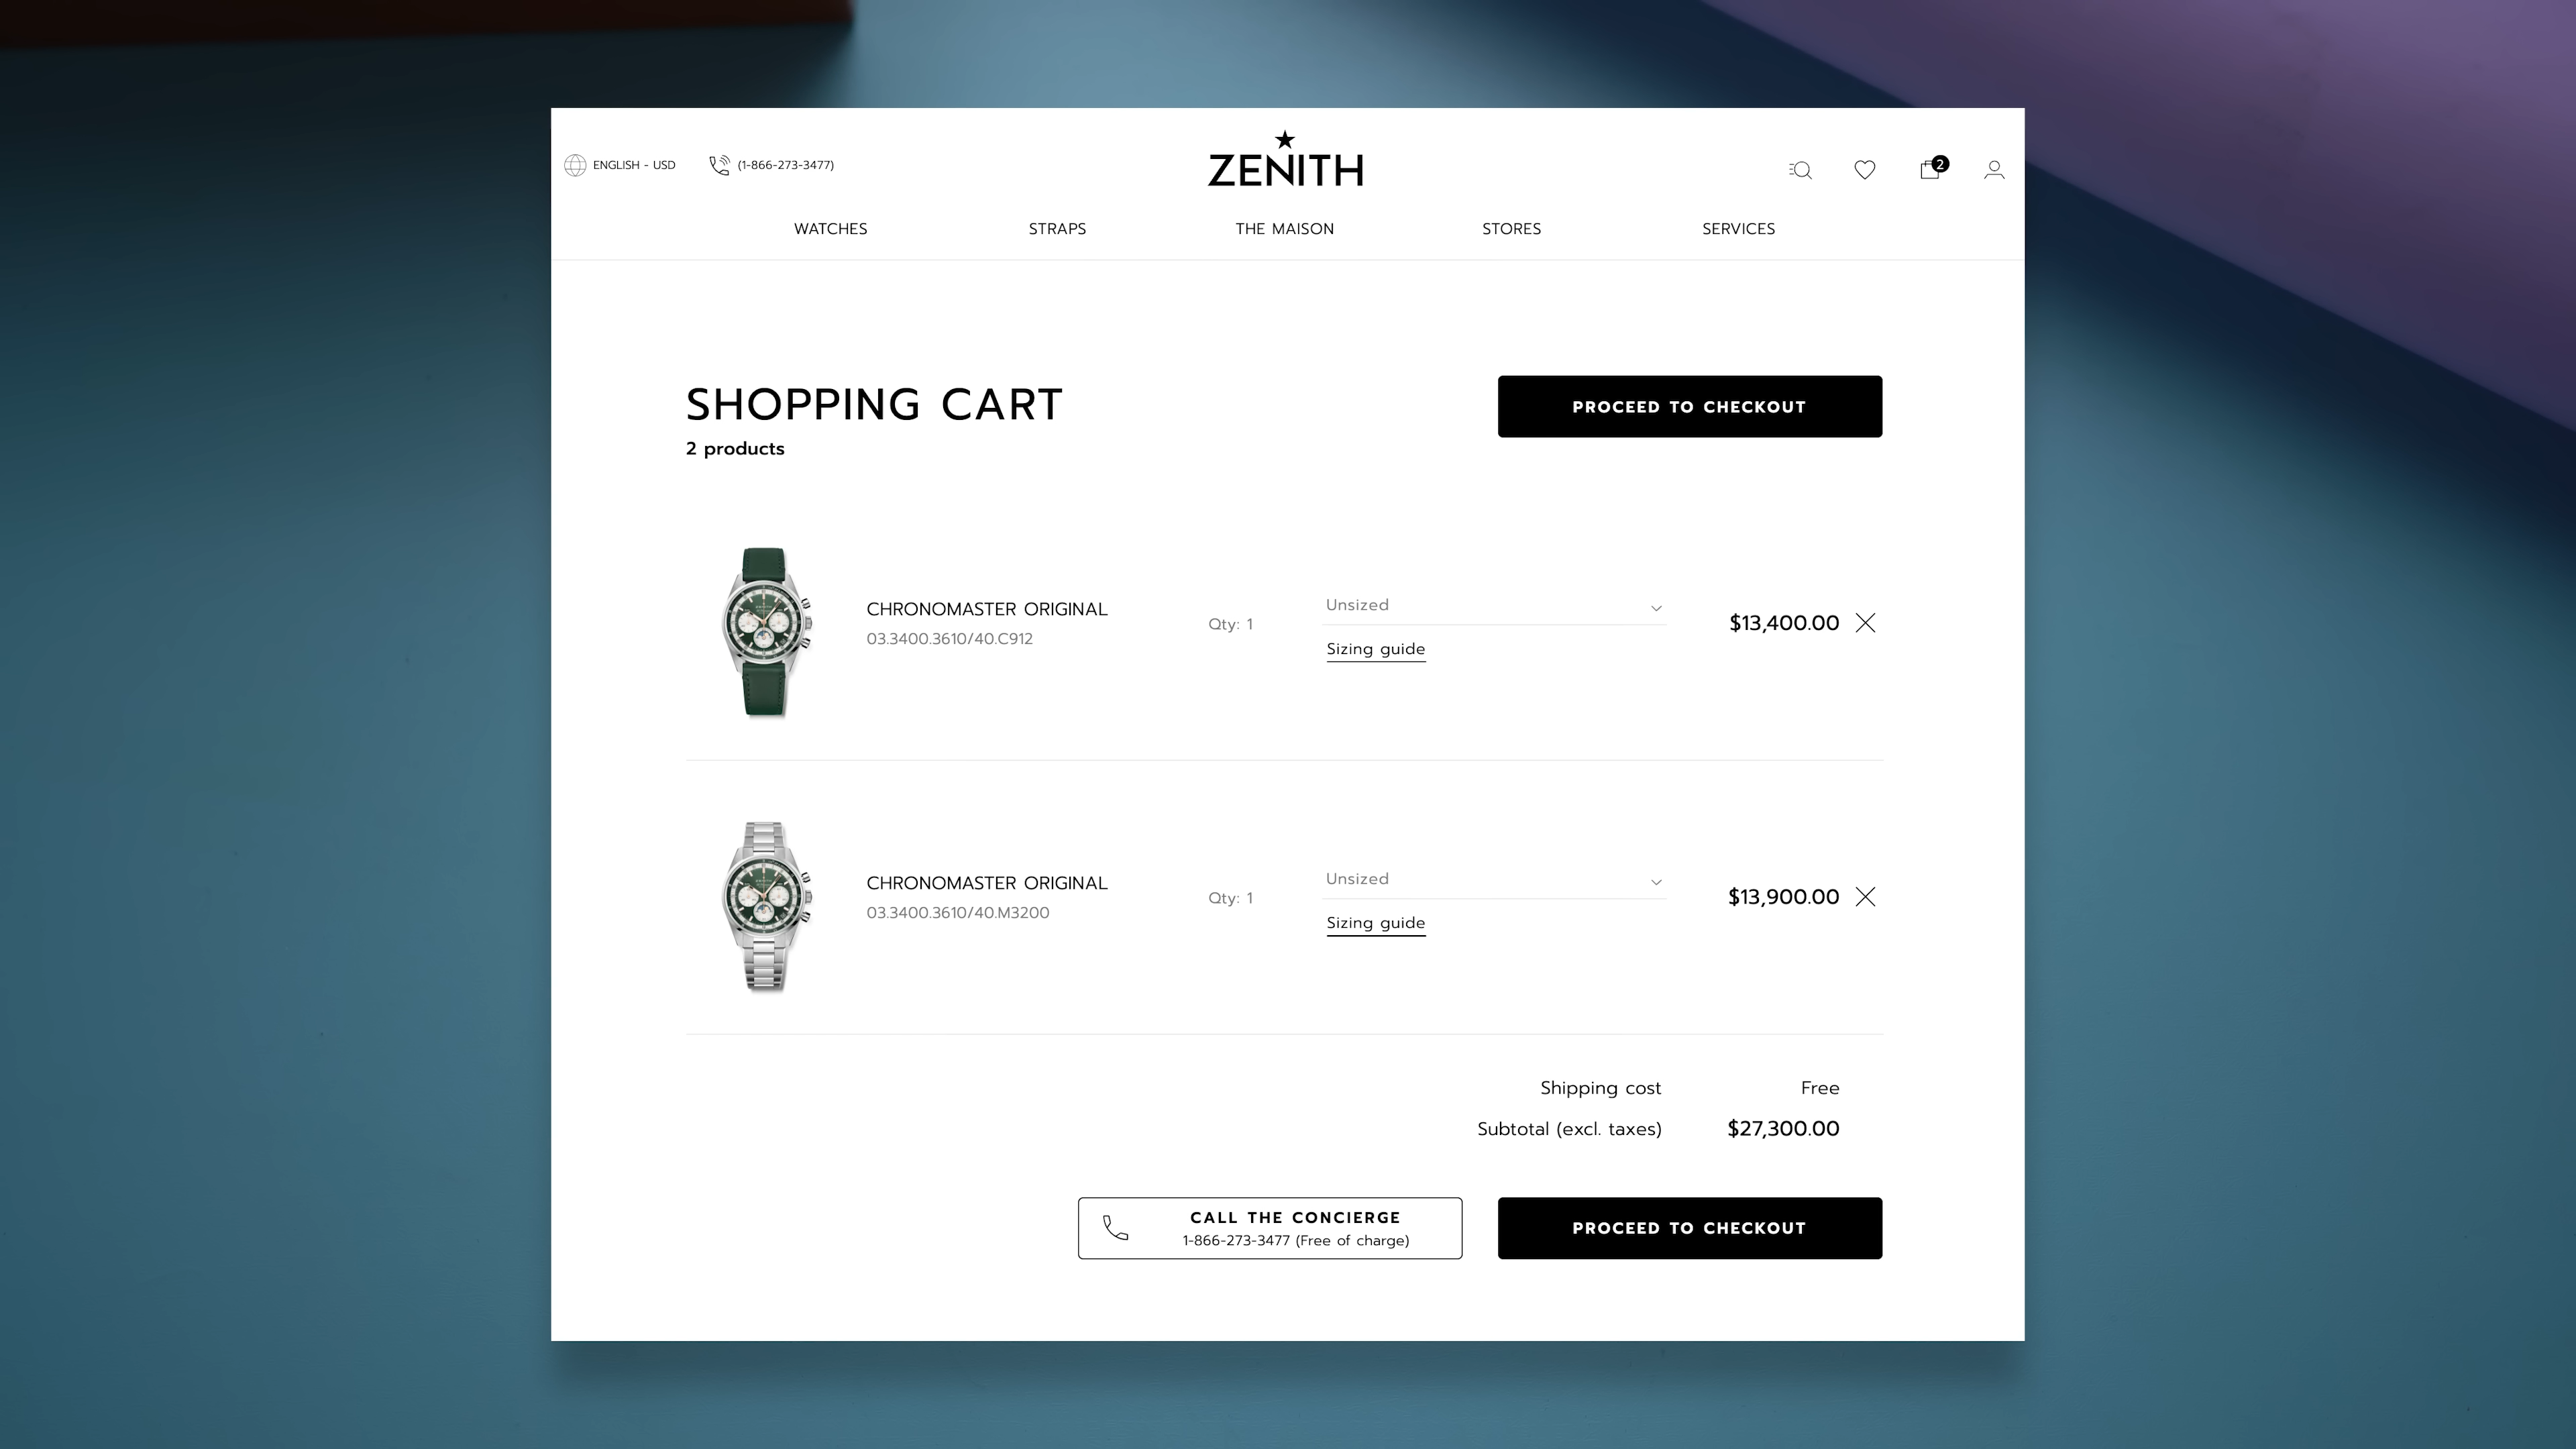 ENGLISH - USD
(1-866-273-3477)
ZENITH
2
WATCHES
STRAPS
THE MAISON
STORES
SERVICES
SHOPPING CART
PROCEED TO CHECKOUT
2 products
CHRONOMASTER ORIGINAL
03.3400.3610/40.C912
Qty: 1
Unsized
Sizing guide
$13,400.00
CHRONOMASTER ORIGINAL
03.3400.3610/40.M3200
Qty: 1
Unsized
Sizing guide
$13,900.00
Shipping cost
Free
Subtotal (excl. taxes)
$27,300.00
CALL THE CONCIERGE
1-866-273-3477 (Free of charge)
PROCEED TO CHECKOUT